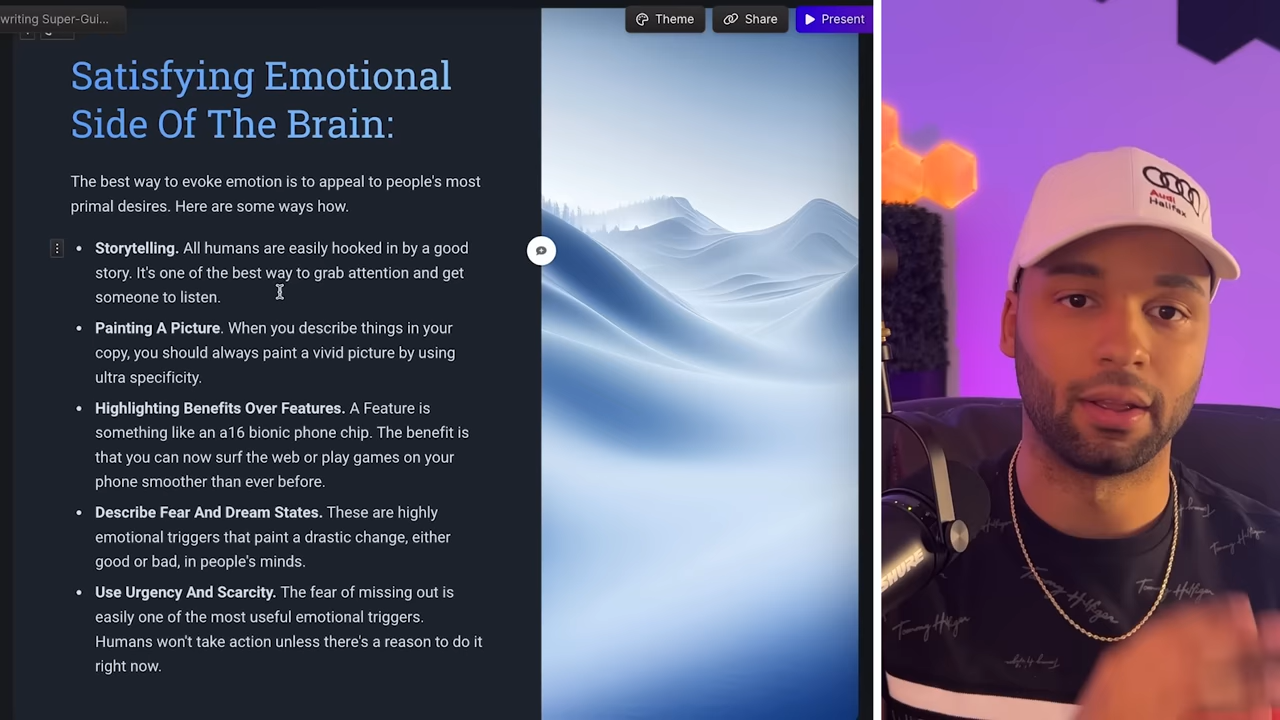 writing Super-Gui...
Theme
Share
Present
Satisfying Emotional
Side Of The Brain:
The best way to evoke emotion is to appeal to people's most
primal desires. Here are some ways how.
• Storytelling. All humans are easily hooked in by a good
story. It's one of the best way to grab attention and get
someone to listen.
• Painting A Picture. When you describe things in your
copy, you should always paint a vivid picture by using
ultra specificity.
• Highlighting Benefits Over Features. A Feature is
something like an a16 bionic phone chip. The benefit is
that you can now surf the web or play games on your
phone smoother than ever before.
• Describe Fear And Dream States. These are highly
emotional triggers that paint a drastic change, either
good or bad, in people's minds.
• Use Urgency And Scarcity. The fear of missing out is
easily one of the most useful emotional triggers.
Humans won't take action unless there's a reason to do it
right now.
Audi
Halifax
SHURE
Tommy Hilfiger
Tommy Hilfiger
Tommy Hilfiger